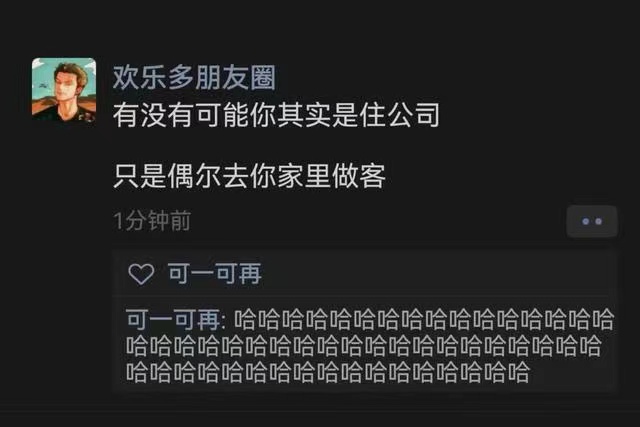 欢乐多朋友圈
有没有可能你其实是住公司
只是偶尔去你家里做客
1分钟前
可一可再
可一可再: 哈哈哈哈哈哈哈哈哈哈哈哈哈哈哈哈
哈哈哈哈哈哈哈哈哈哈哈哈哈哈哈哈哈哈哈哈
哈哈哈哈哈哈哈哈哈哈哈哈哈哈哈哈哈